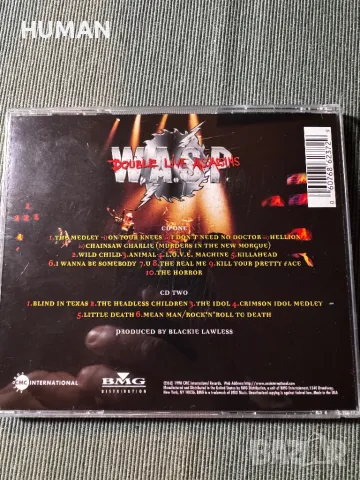 HUMAN
W.A.S.P.
DOUBLE LIVE ASSASSINS
CD ONE
1.THE MEDLEY - ON YOUR KNEES - I DON'T NEED NO DOCTOR - HELLION
- CHAINSAW CHARLIE (MURDERS IN THE NEW MORGUE)
2.WILD CHILD 3.ANIMAL 4.L.O.V.E. MACHINE 5.KILLAHEAD
6.I WANNA BE SOMEBODY 7.U 8.THE REAL ME 9.KILL YOUR PRETTY FACE
10.THE HORROR
CD TWO
1.BLIND IN TEXAS 2.THE HEADLESS CHILDREN 3.THE IDOL 4.CRIMSON IDOL MEDLEY
5.LITTLE DEATH 6.MEAN MAN/ROCK'N'ROLL TO DEATH
PRODUCED BY BLACKIE LAWLESS
CMC INTERNATIONAL
BMG
DISTRIBUTION
0 60768 62372
BAZAR